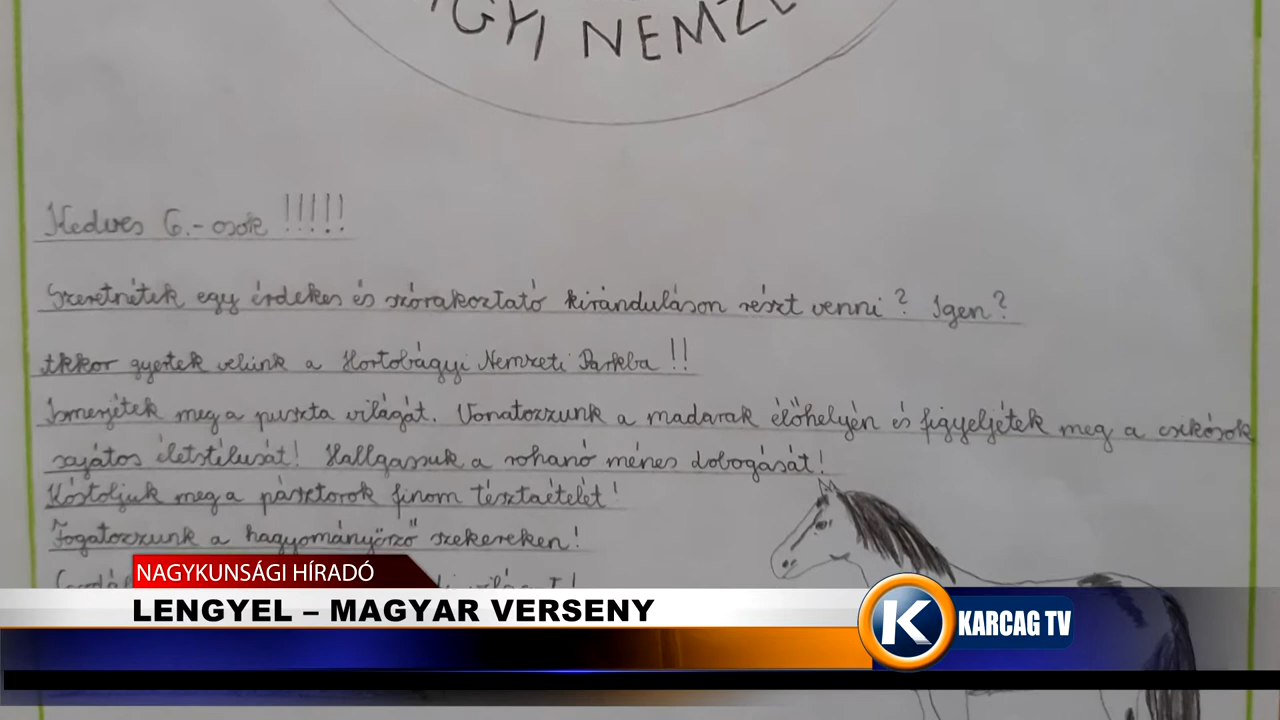 GYI NEMZE
Kedves 6.-osok !!!!!
Szeretnétek egy érdekes és szórakoztató kiránduláson részt venni? Igen?
Akkor gyertek velünk a Hortobágyi Nemzeti Parkba !!
Ismerjétek meg a puszta világát. Vonatozzunk a madarak élőhelyén és figyeljétek meg a csikósok
sajátos életstílusát! Hallgassuk a rohanó ménes dobogását!
Kóstoljuk meg a pásztorok finom tésztaételét!
Fogatozzunk a hagyományőrző szekereken!
NAGYKUNSÁGI HÍRADÓ
LENGYEL – MAGYAR VERSENY
K KARCAG TV